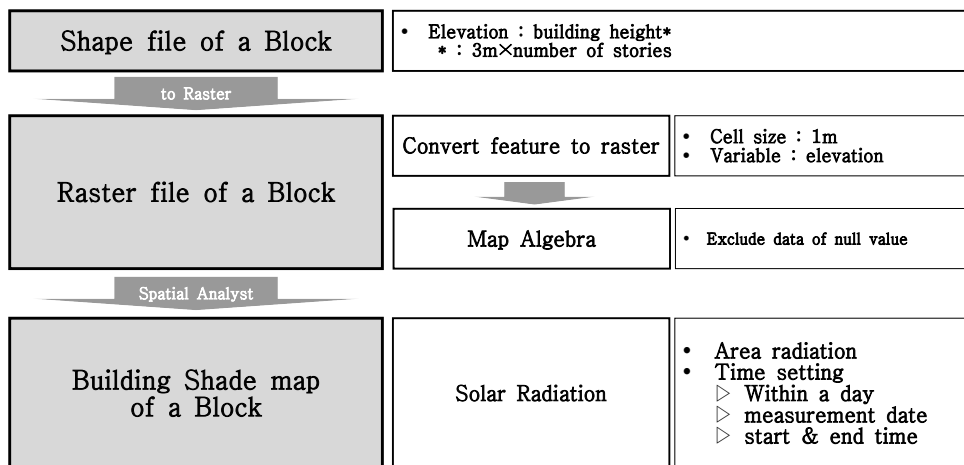 Shape file of a Block
• Elevation : building height*
* : 3m×number of stories
to Raster
Raster file of a Block
Convert feature to raster
• Cell size : 1m
• Variable : elevation
Map Algebra
• Exclude data of null value
Spatial Analyst
Building Shade map
of a Block
Solar Radiation
• Area radiation
• Time setting
▷ Within a day
▷ measurement date
▷ start & end time